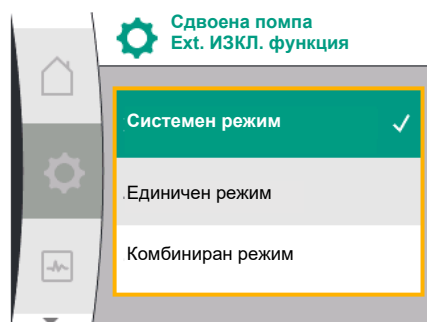 Сдвоена помпа
Ext. ИЗКЛ. функция
Системен режим
Единичен режим
Комбиниран режим